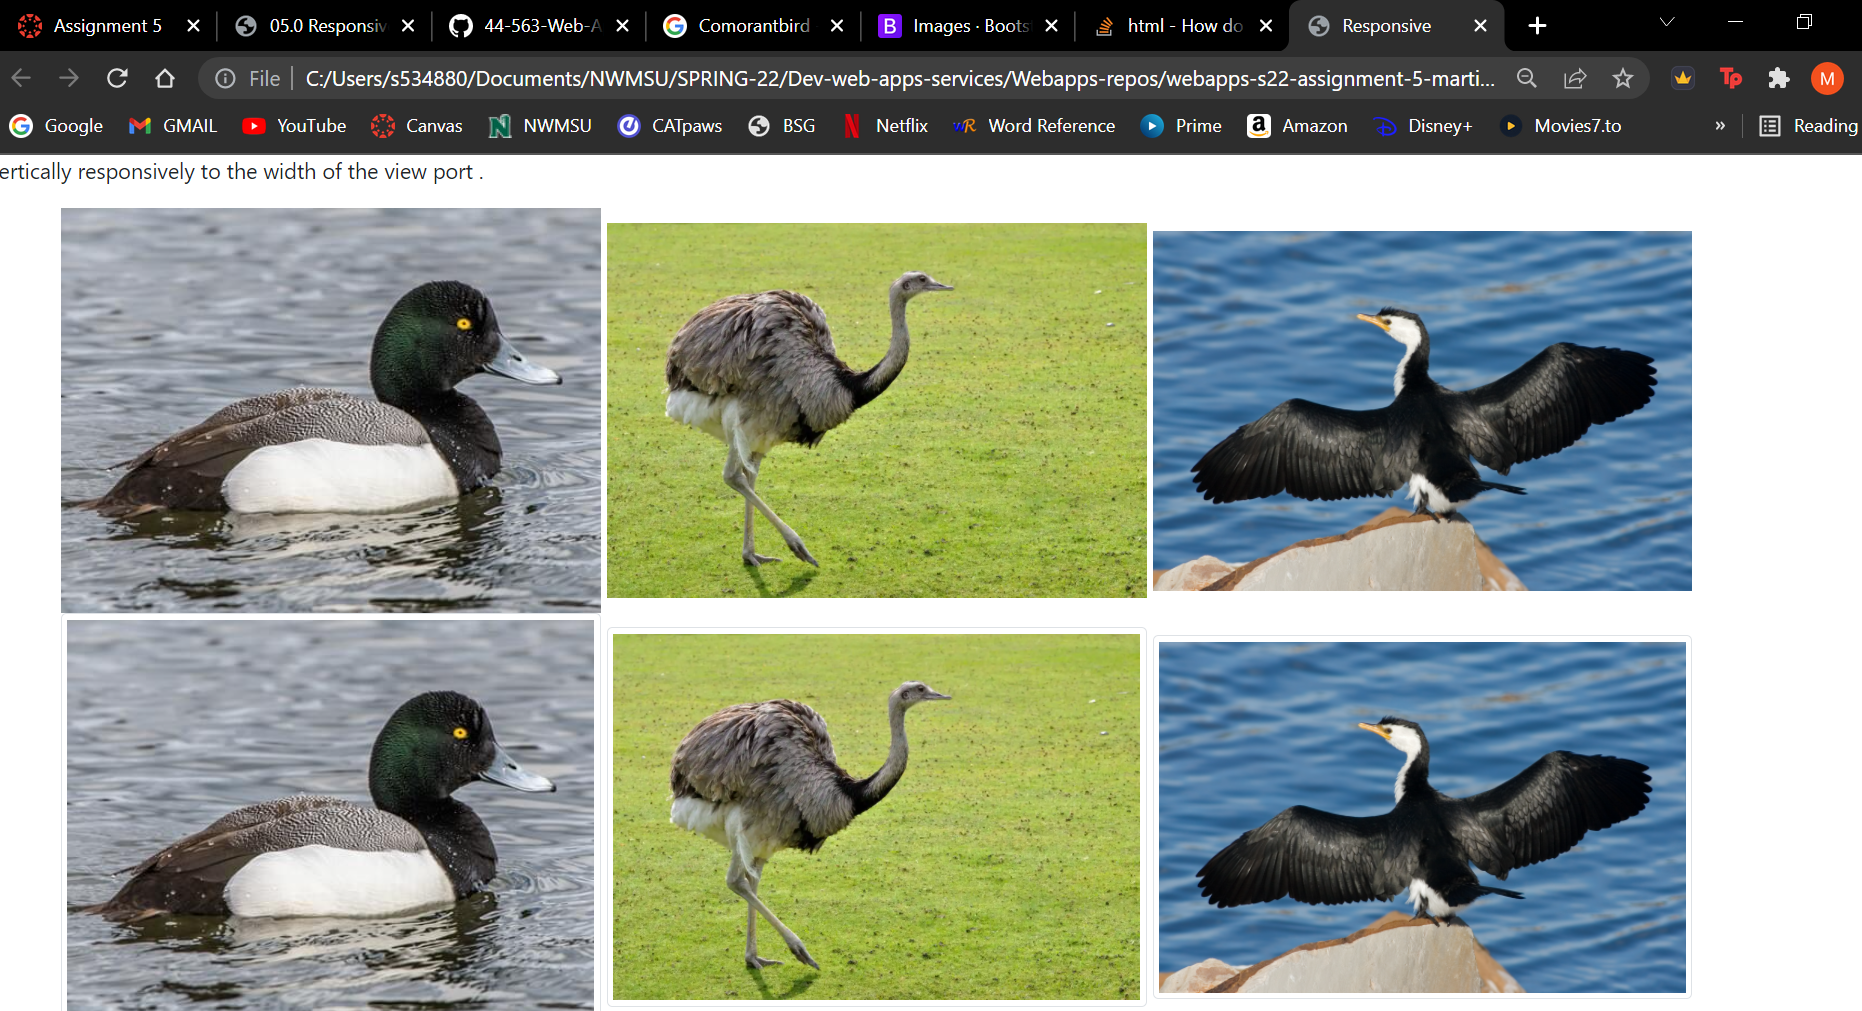 Assignment 5
05.0 Responsiv
44-563-Web-A
Comorantbird
Images · Boots
html - How do
Responsive
File
C:/Users/s534880/Documents/NWMSU/SPRING-22/Dev-web-apps-services/Webapps-repos/webapps-s22-assignment-5-marti...
Tp
M
Google
GMAIL
YouTube
Canvas
NWMSU
CATpaws
BSG
Netflix
Word Reference
Prime
Amazon
Disney+
Movies7.to
»
Reading
ertically responsively to the width of the view port .